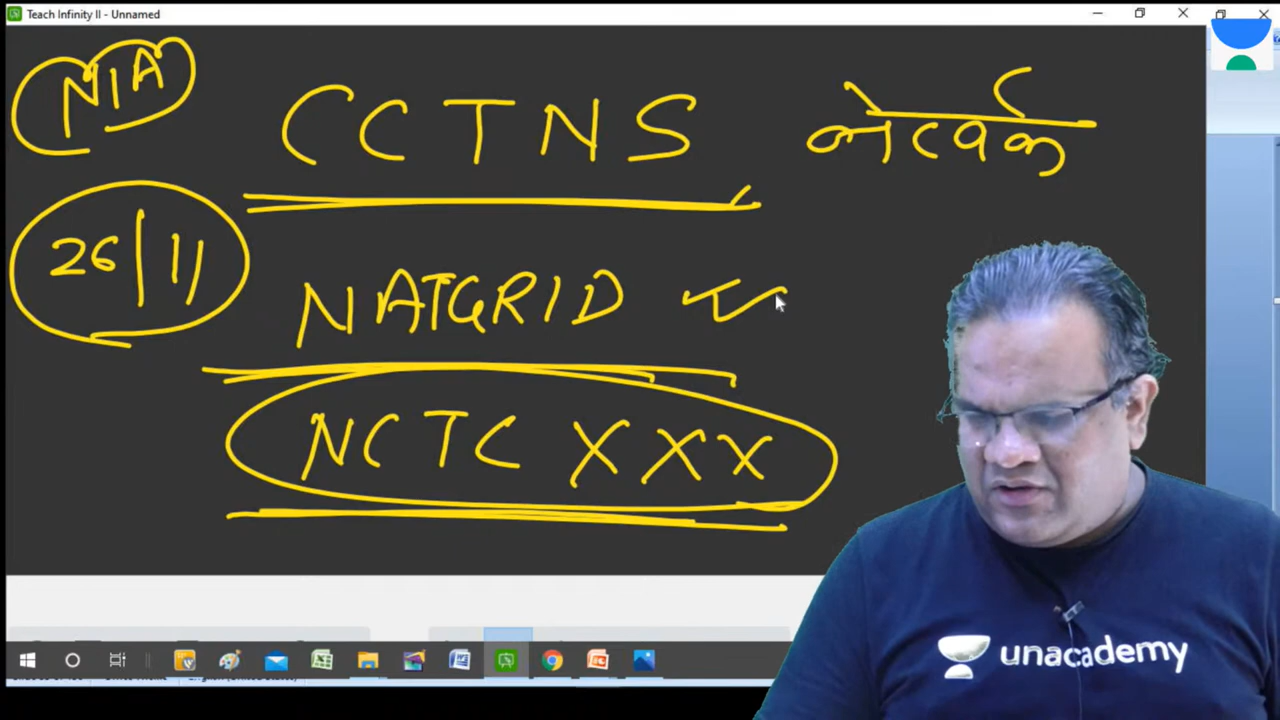 Teach Infinity II - Unnamed
NIA
CCTNS
नेटवर्क
26/11
NATGRID
NCTC XXX
unacademy